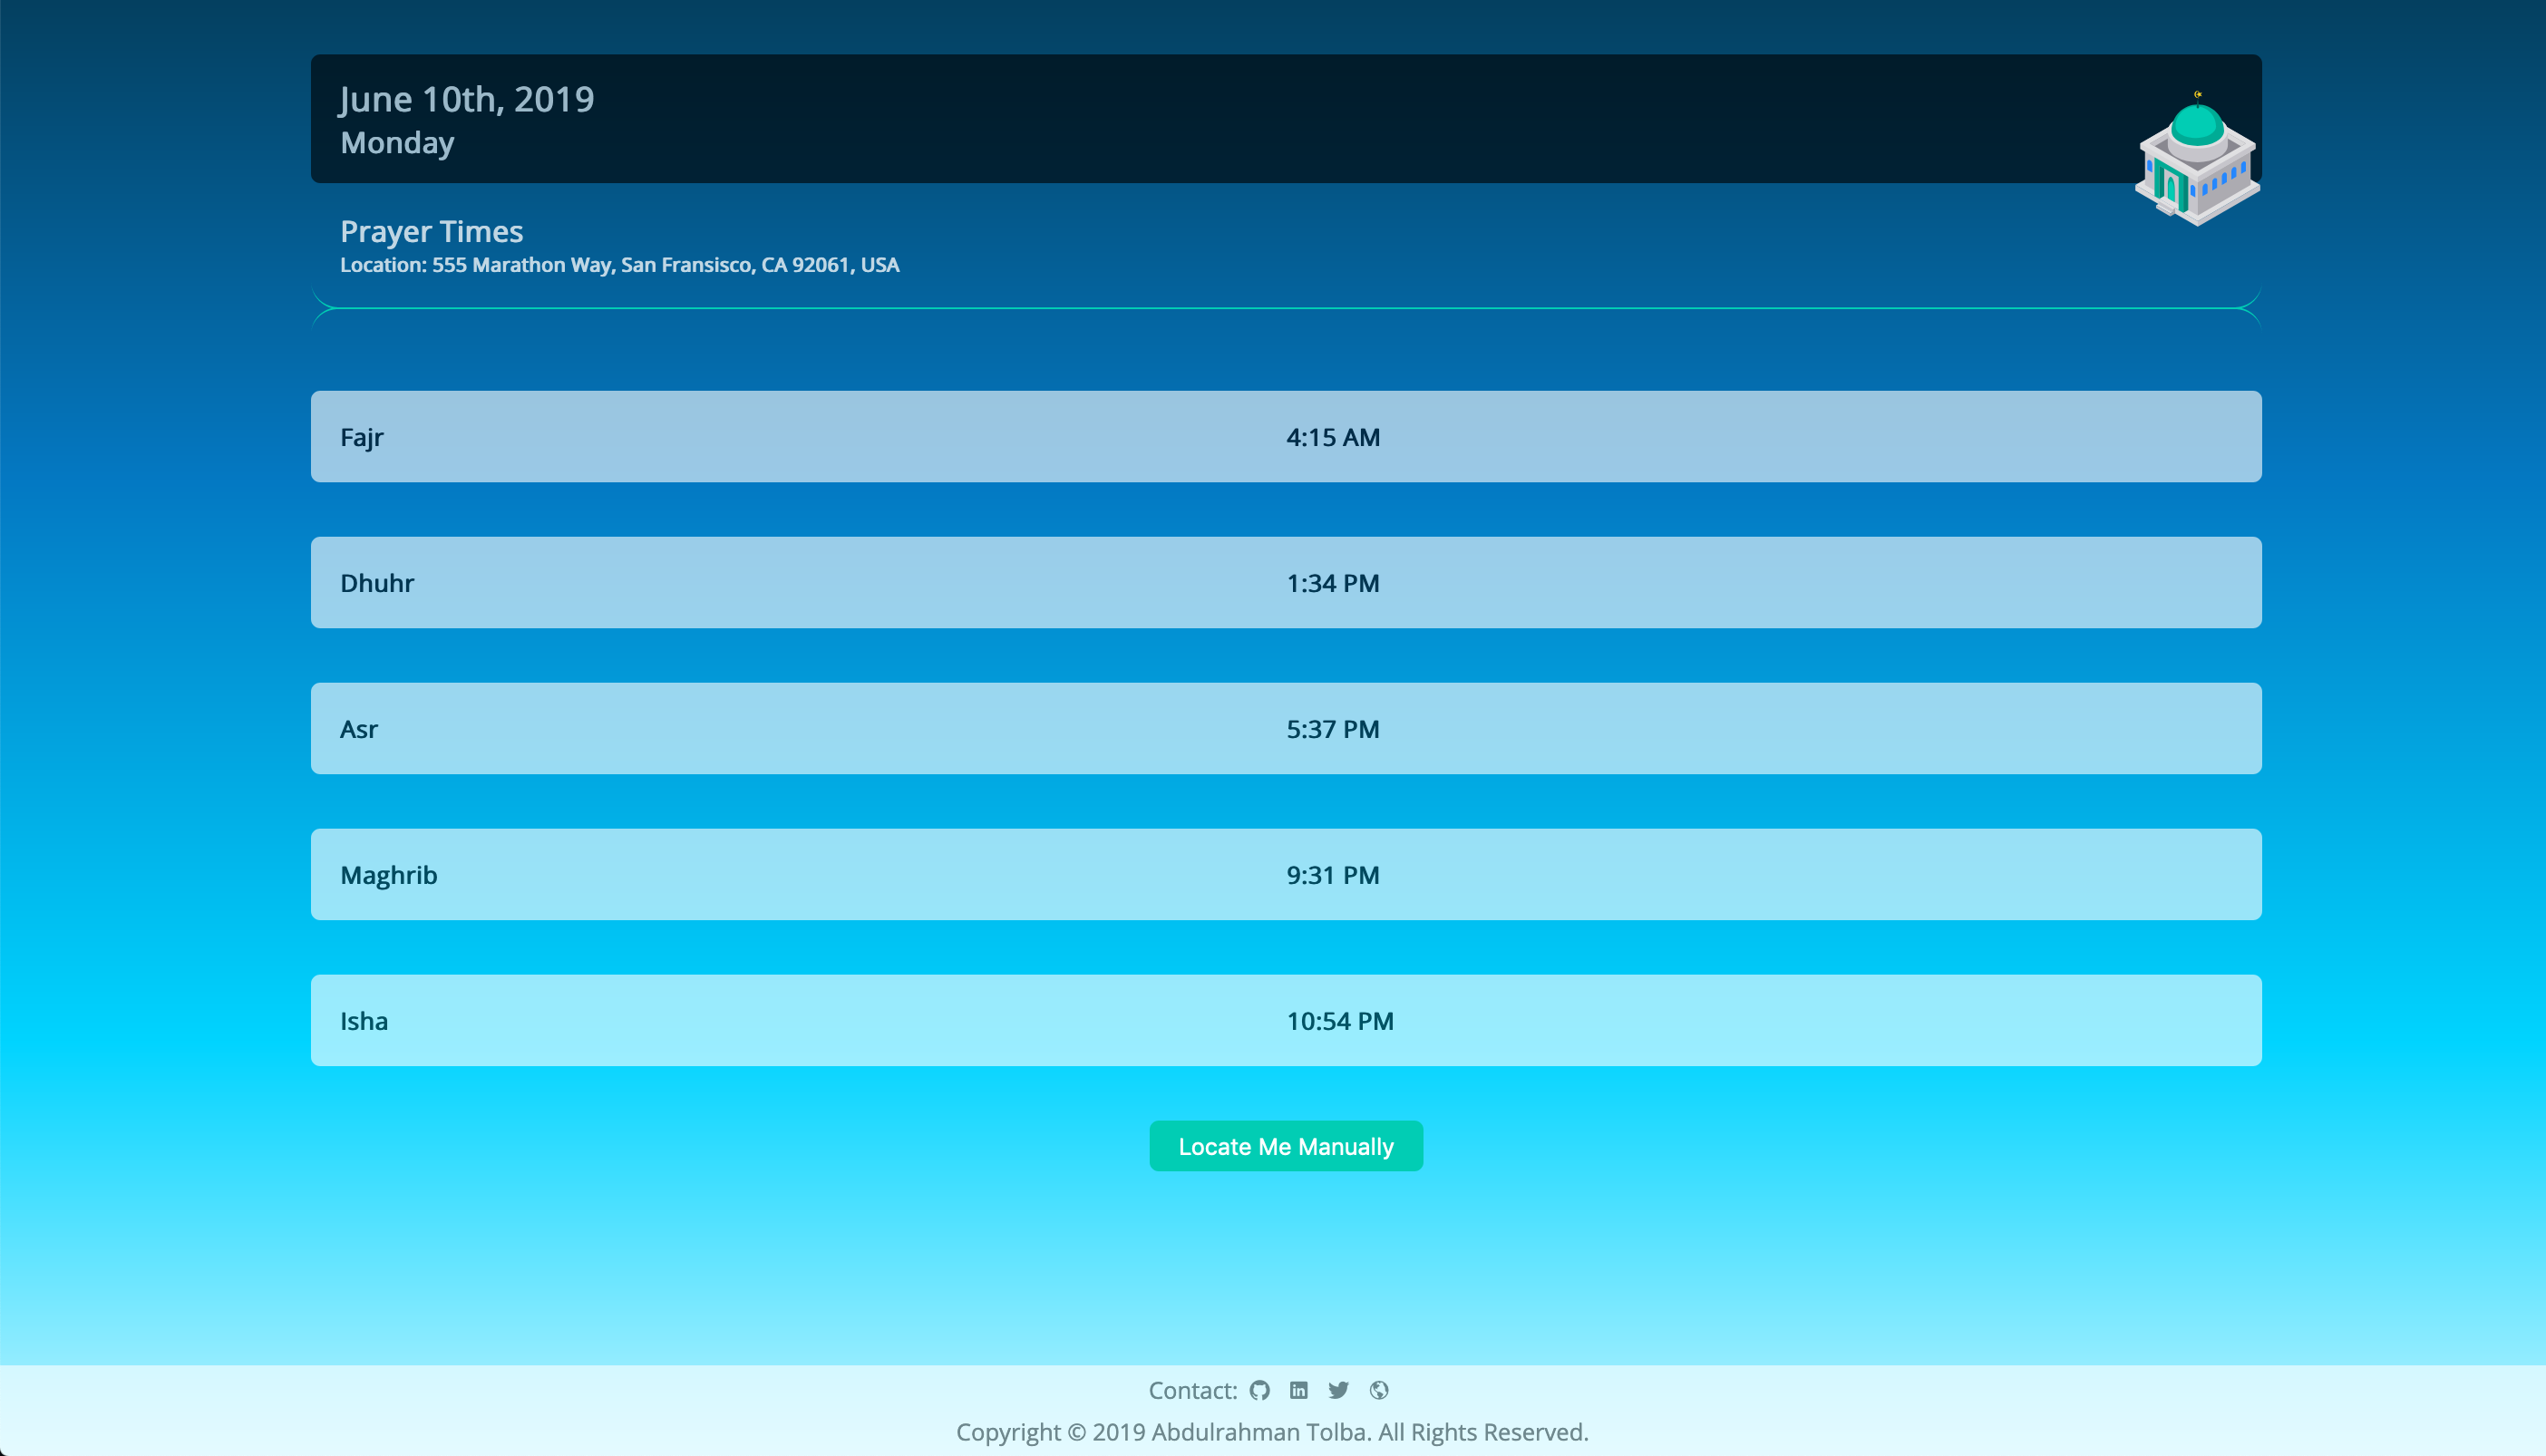 June 10th, 2019
Monday
Prayer Times
Location: 555 Marathon Way, San Fransisco, CA 92061, USA
Fajr 4:15 AM
Dhuhr 1:34 PM
Asr 5:37 PM
Maghrib 9:31 PM
Isha 10:54 PM
Locate Me Manually
Contact:
Copyright © 2019 Abdulrahman Tolba. All Rights Reserved.